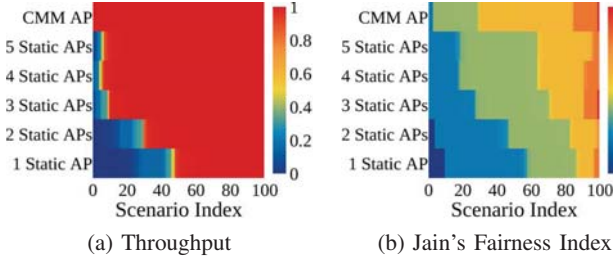 CMM AP
5 Static APs
4 Static APs
3 Static APs
2 Static APs
1 Static AP
0 20 40 60 80 100
Scenario Index
1
0.8
0.6
0.4
0.2
0
(a) Throughput
CMM AP
5 Static APs
4 Static APs
3 Static APs
2 Static APs
1 Static AP
0 20 40 60 80 100
Scenario Index
(b) Jain's Fairness Index